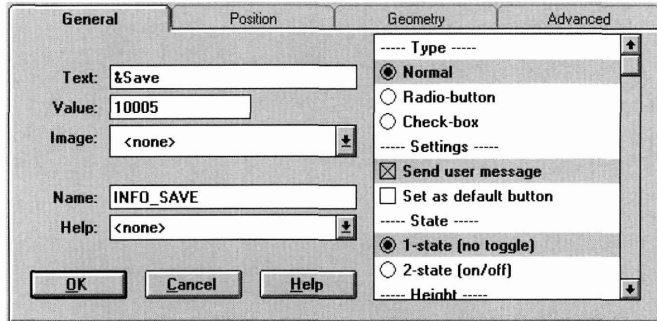 General Position Geometry Advanced
Text: &Save
Value: 10005
Image: <none>
Name: INFO_SAVE
Help: <none>
OK Cancel Help
----- Type -----
Normal
Radio-button
Check-box
----- Settings -----
Send user message
Set as default button
----- State -----
1-state (no toggle)
2-state (on/off)
----- Height -----